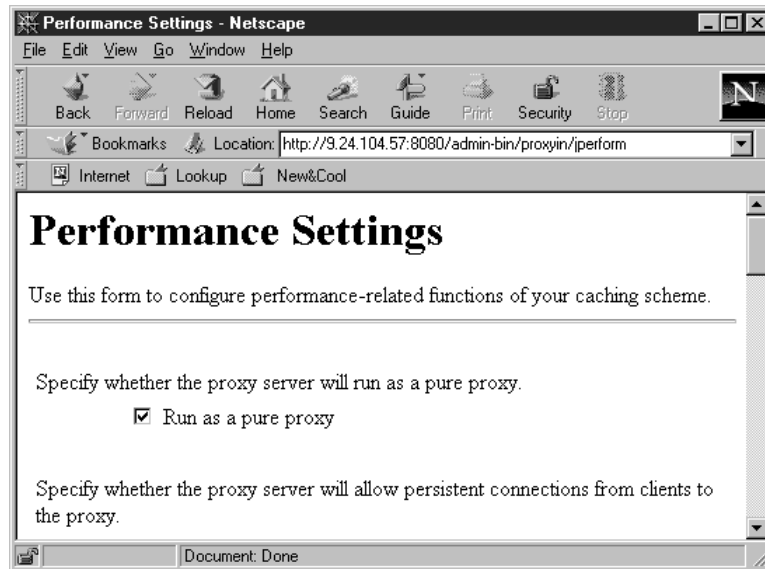 Performance Settings - Netscape
File Edit View Go Window Help
Back Forward Reload Home Search Guide Print Security Stop
N
Bookmarks Location: http://9.24.104.57:8080/admin-bin/proxyin/jperform
Internet Lookup New&Cool
Performance Settings
Use this form to configure performance-related functions of your caching scheme.
Specify whether the proxy server will run as a pure proxy.
Run as a pure proxy
Specify whether the proxy server will allow persistent connections from clients to
the proxy.
Document: Done